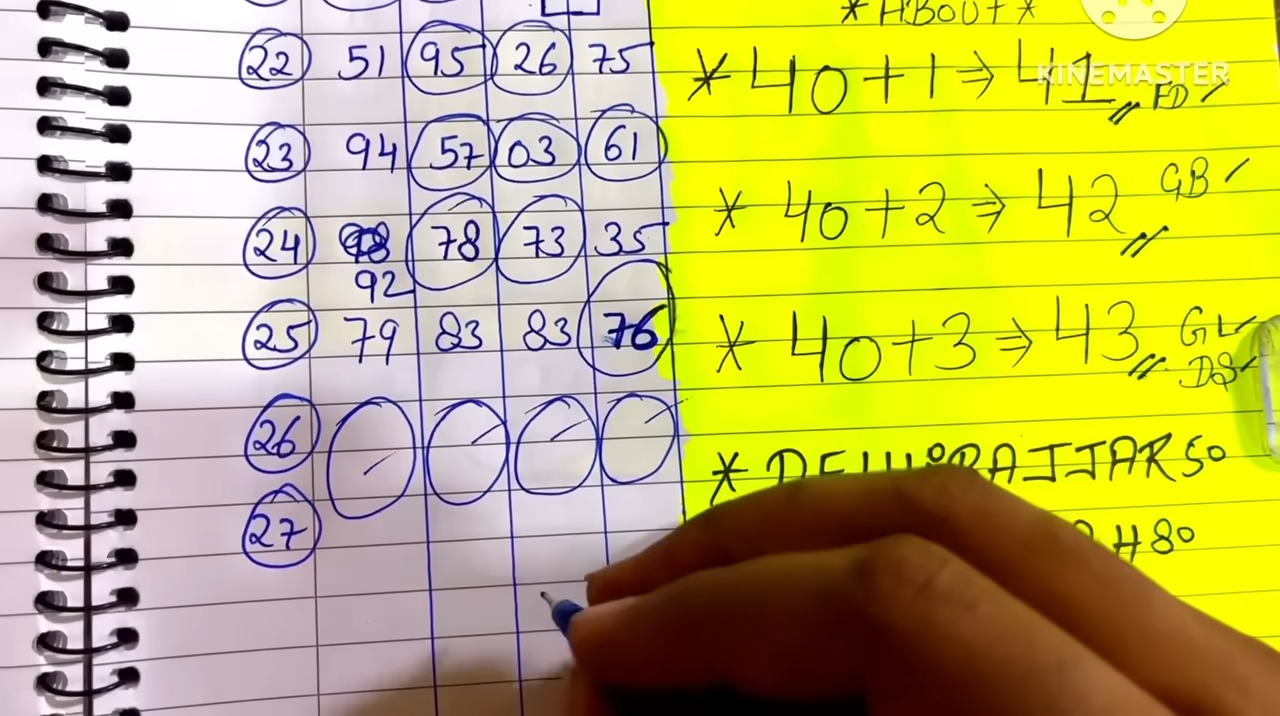 * ABOUT *
22 51 95 26 75
23 94 57 03 61
24 78 73 35
92
25 79 83 83 76
26
27
* 40+1⇒41 FD✓
* 40+2⇒42 GB✓
* 40+3⇒43 GL✓
DS✓
*
50
H80
KINEMASTER